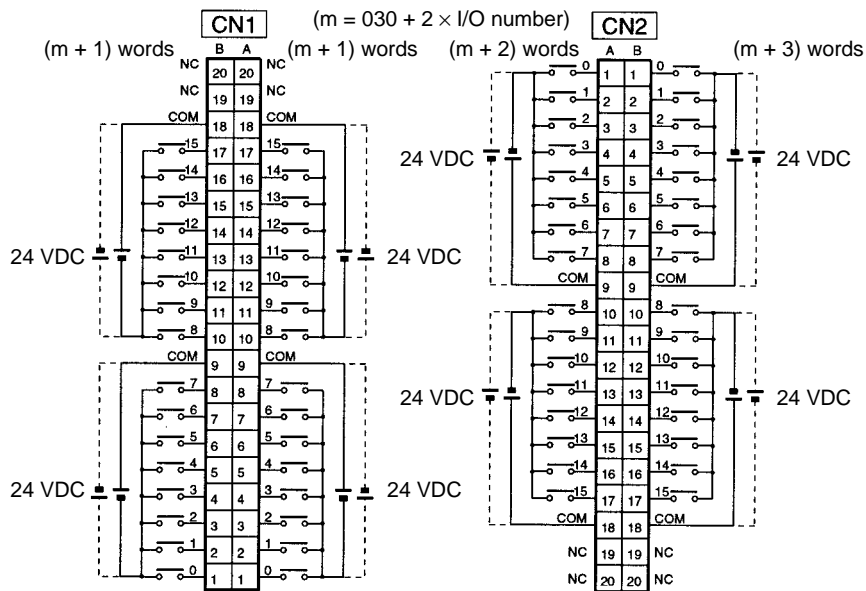 CN1 (m = 030 + 2 × I/O number) CN2
(m + 1) words B A (m + 1) words (m + 2) words A B (m + 3) words
NC 20 20 NC
NC 19 19 NC
COM 18 18 COM
15 17 17 15
14 16 16 14
13 15 15 13
12 14 14 12
24 VDC 11 13 13 11 24 VDC
10 12 12 10
9 11 11 9
8 10 10 8
COM 9 9 COM
7 8 8 7
6 7 7 6
5 6 6 5
4 5 5 4
24 VDC 3 4 4 3 24 VDC
2 3 3 2
1 2 2 1
0 1 1 0
0 1 1 0
1 2 2 1
2 3 3 2
24 VDC 3 4 4 3 24 VDC
4 5 5 4
5 6 6 5
6 7 7 6
7 8 8 7
COM 9 9 COM
8 10 10 8
9 11 11 9
10 12 12 10
24 VDC 11 13 13 11 24 VDC
12 14 14 12
13 15 15 13
14 16 16 14
15 17 17 15
COM 18 18 COM
NC 19 19 NC
NC 20 20 NC